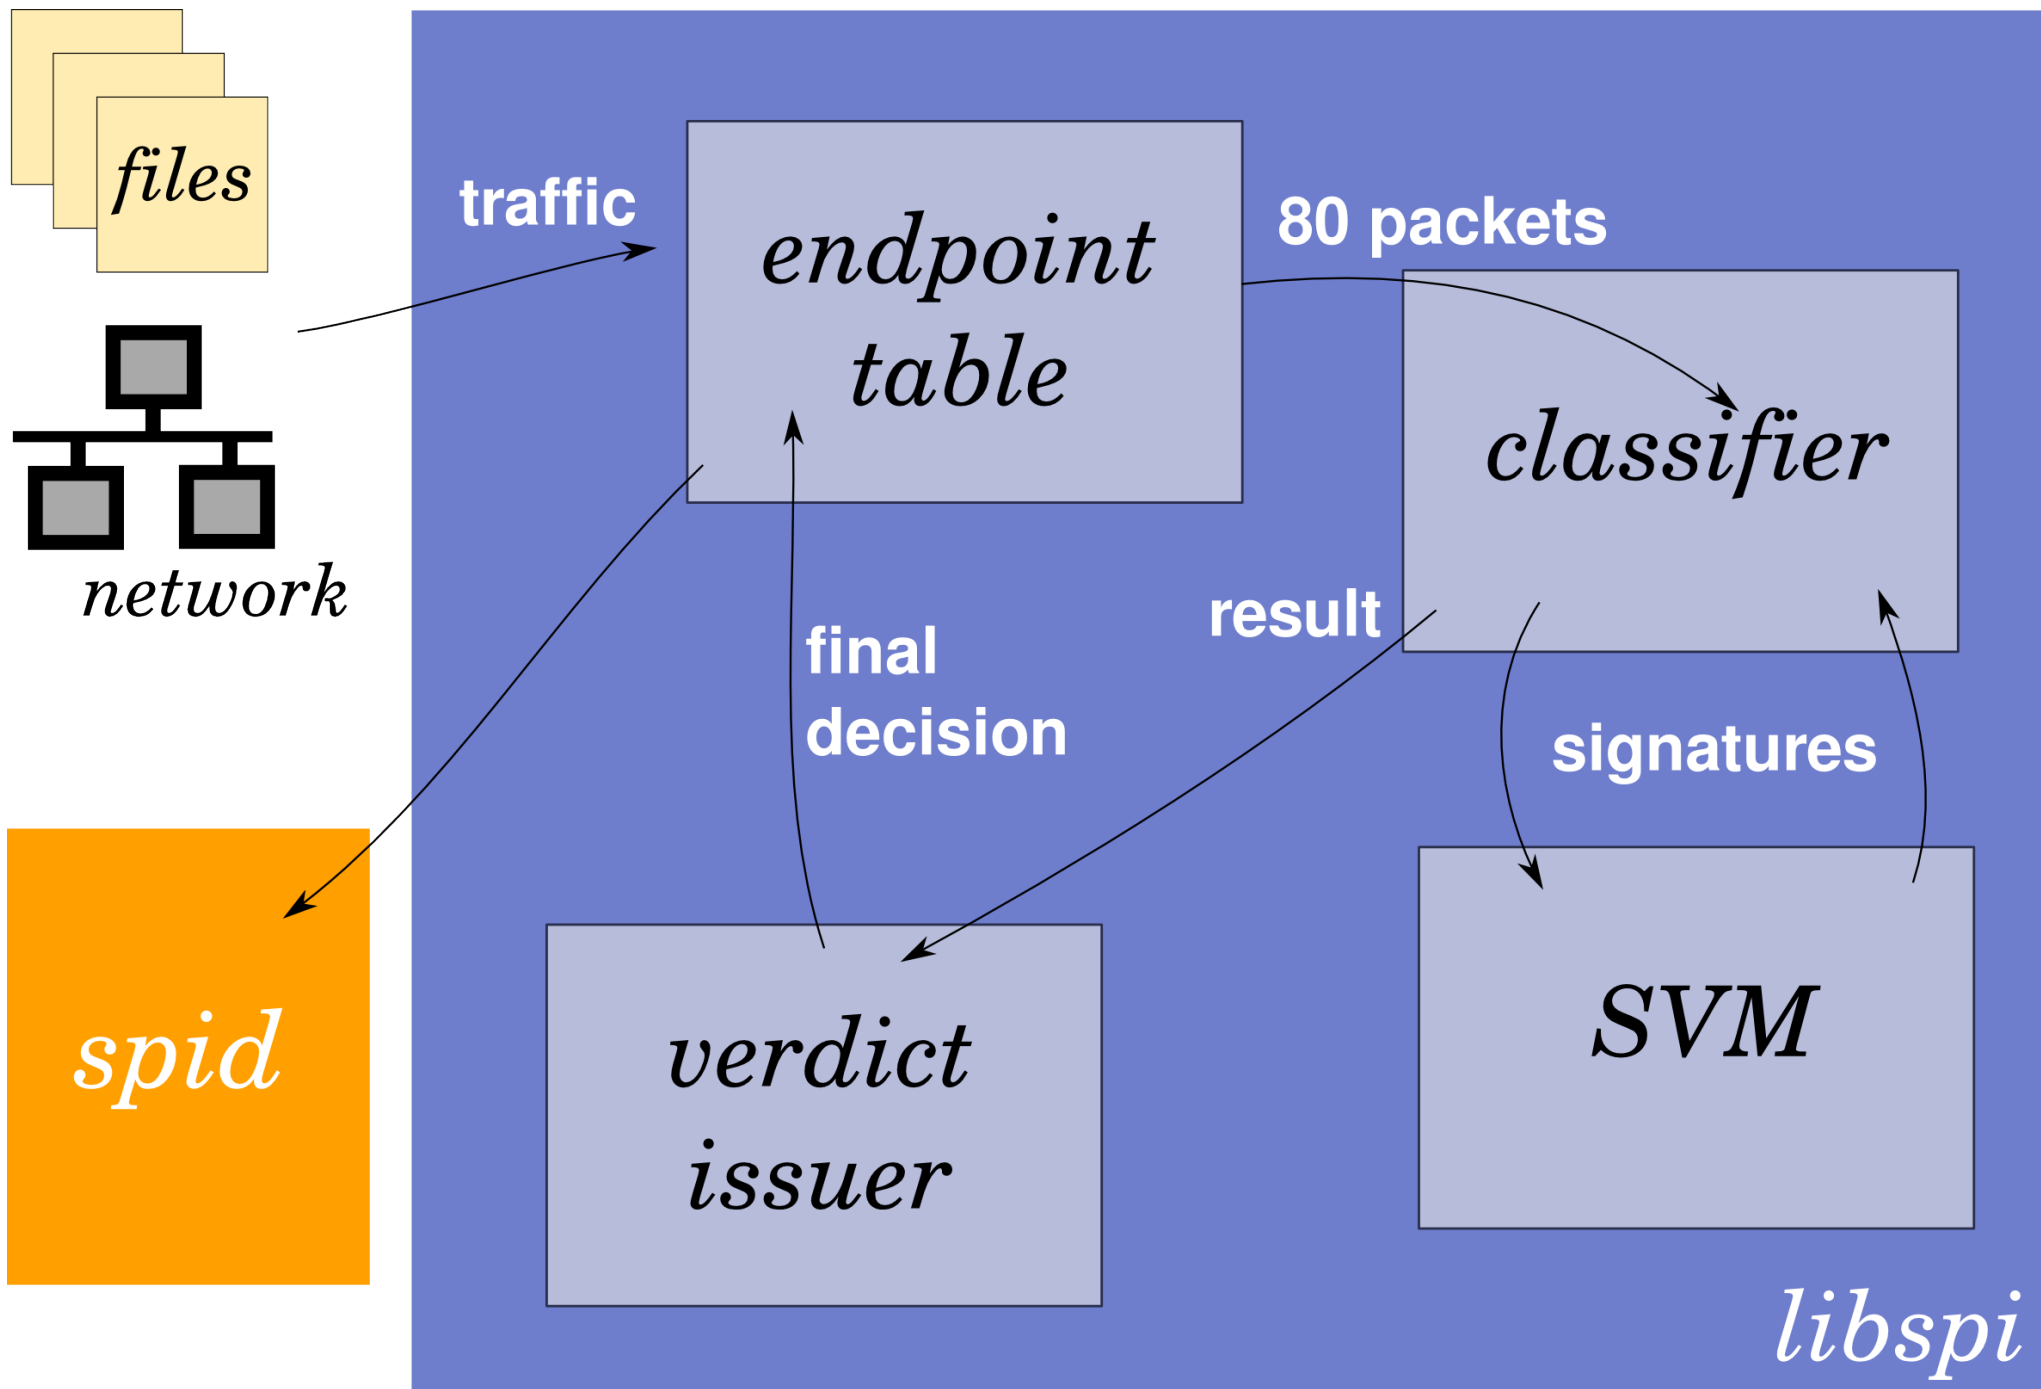 files
traffic
80 packets
endpoint
table
classifier
network
result
final
decision
signatures
spid
verdict
issuer
SVM
libspi